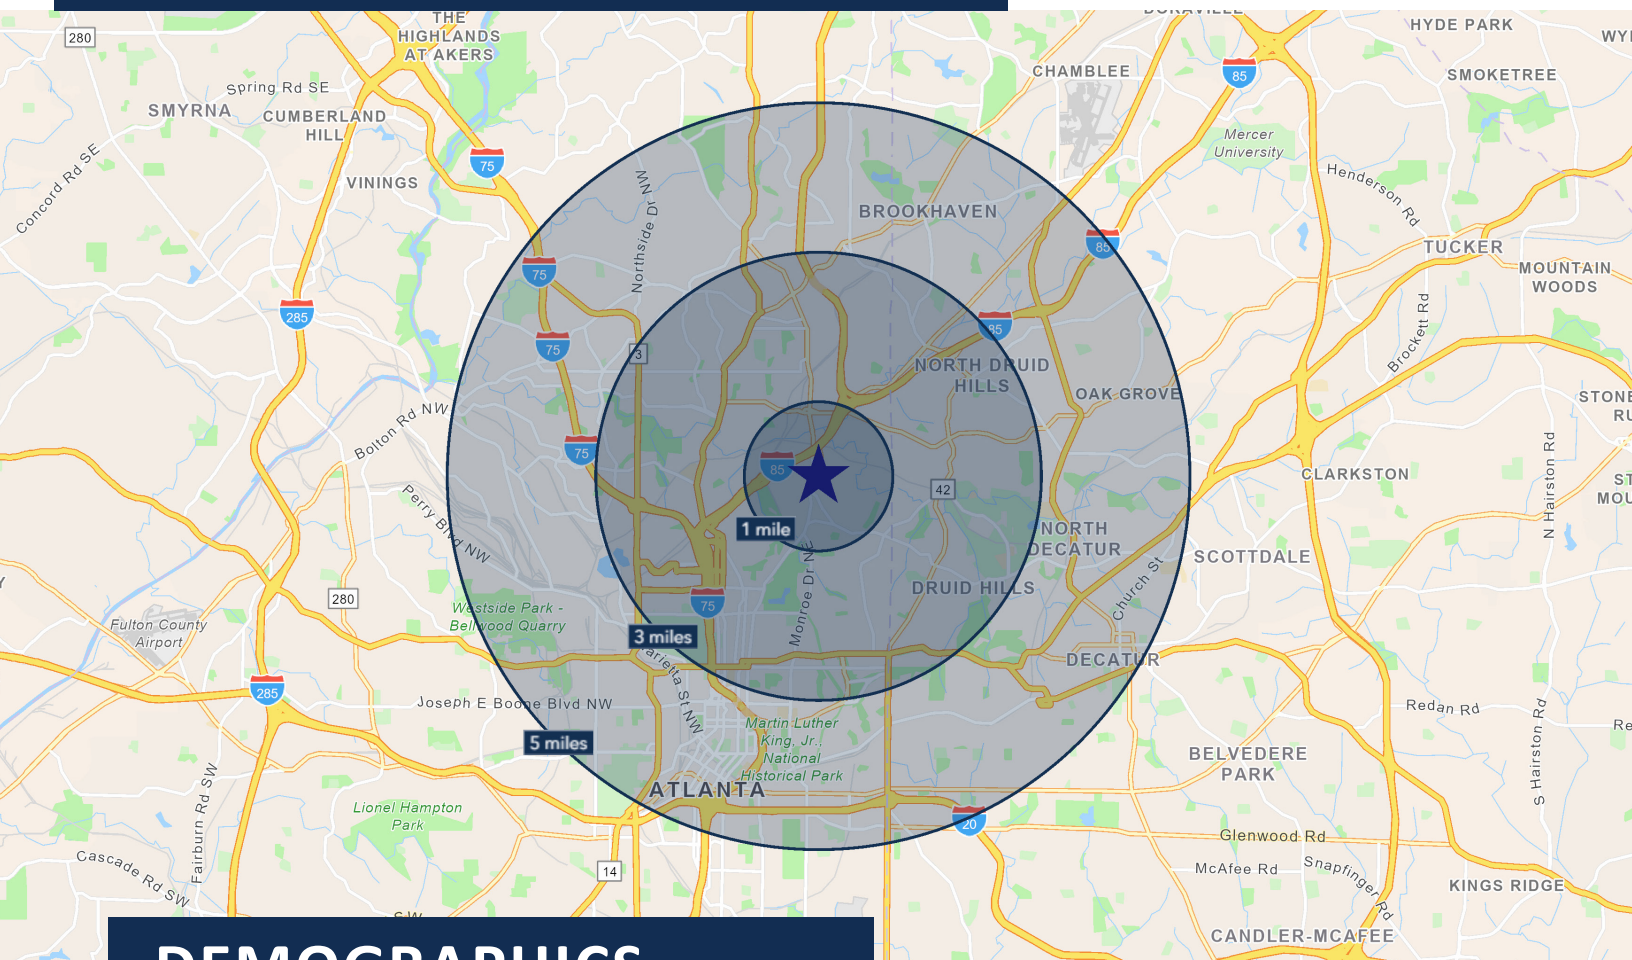 DORAVILLE
THE
HIGHLANDS
AT AKERS
280
HYDE PARK
CHAMBLEE
85
SMOKETREE
Spring Rd SE
SMYRNA
CUMBERLAND
HILL
Mercer
University
75
VININGS
Concord Rd SE
Henderson Rd
Northside Dr NW
BROOKHAVEN
85
TUCKER
75
MOUNTAIN
WOODS
285
85
75
3
Brockett Rd
NORTH DRUID
HILLS
OAK GROVE
Bolton Rd NW
75
85
42
CLARKSTON
N Hairston Rd
Perry Blvd NW
1 mile
NORTH
DECATUR
SCOTTDALE
Monroe Dr NE
DRUID HILLS
Church St
280
75
Westside Park -
Bellwood Quarry
Fulton County
Airport
3 miles
DECATUR
285
Joseph E Boone Blvd NW
Marietta St NW
Redan Rd
Martin Luther
King, Jr.,
National
Historical Park
5 miles
BELVEDERE
PARK
S Hairston Rd
ATLANTA
Lionel Hampton
Park
20
Glenwood Rd
Fairburn Rd SW
Cascade Rd SW
14
McAfee Rd
Snapfinger Rd
KINGS RIDGE
CANDLER-MCAFEE
DEMOGRAPHICS